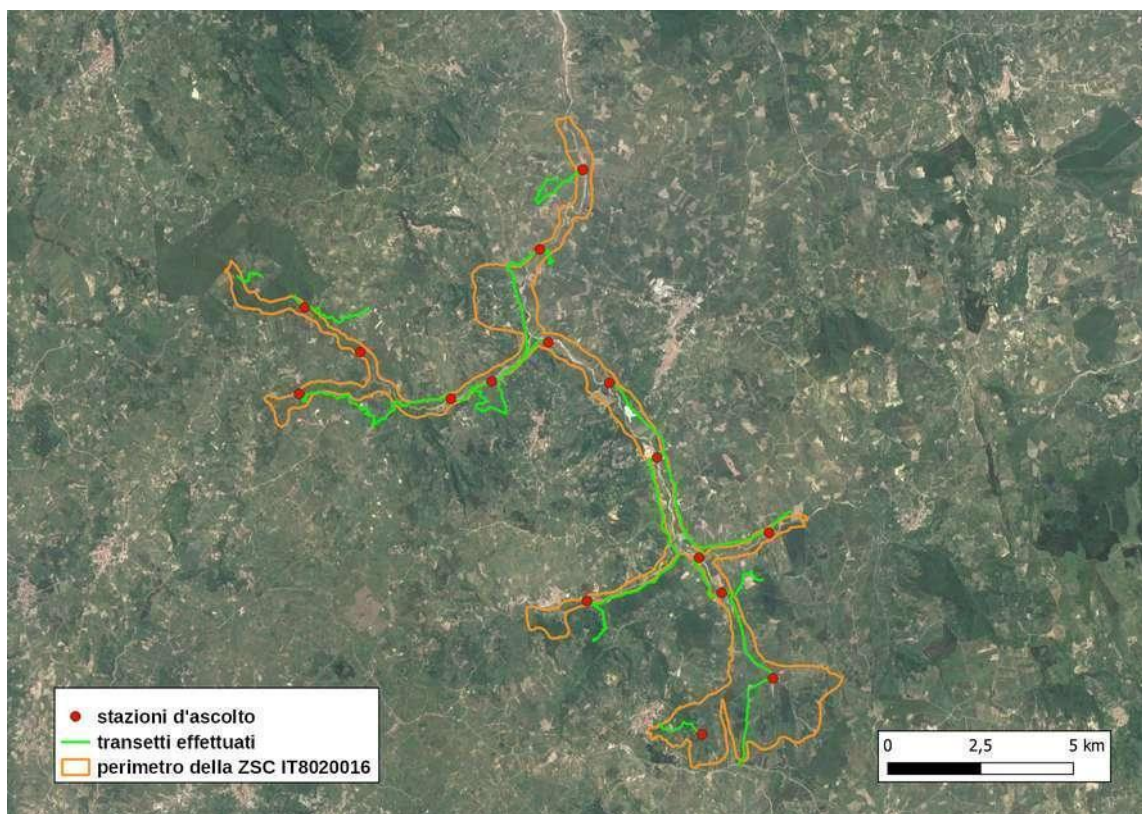 stazioni d'ascolto
transetti effettuati
perimetro della ZSC IT8020016
0 2,5 5 km